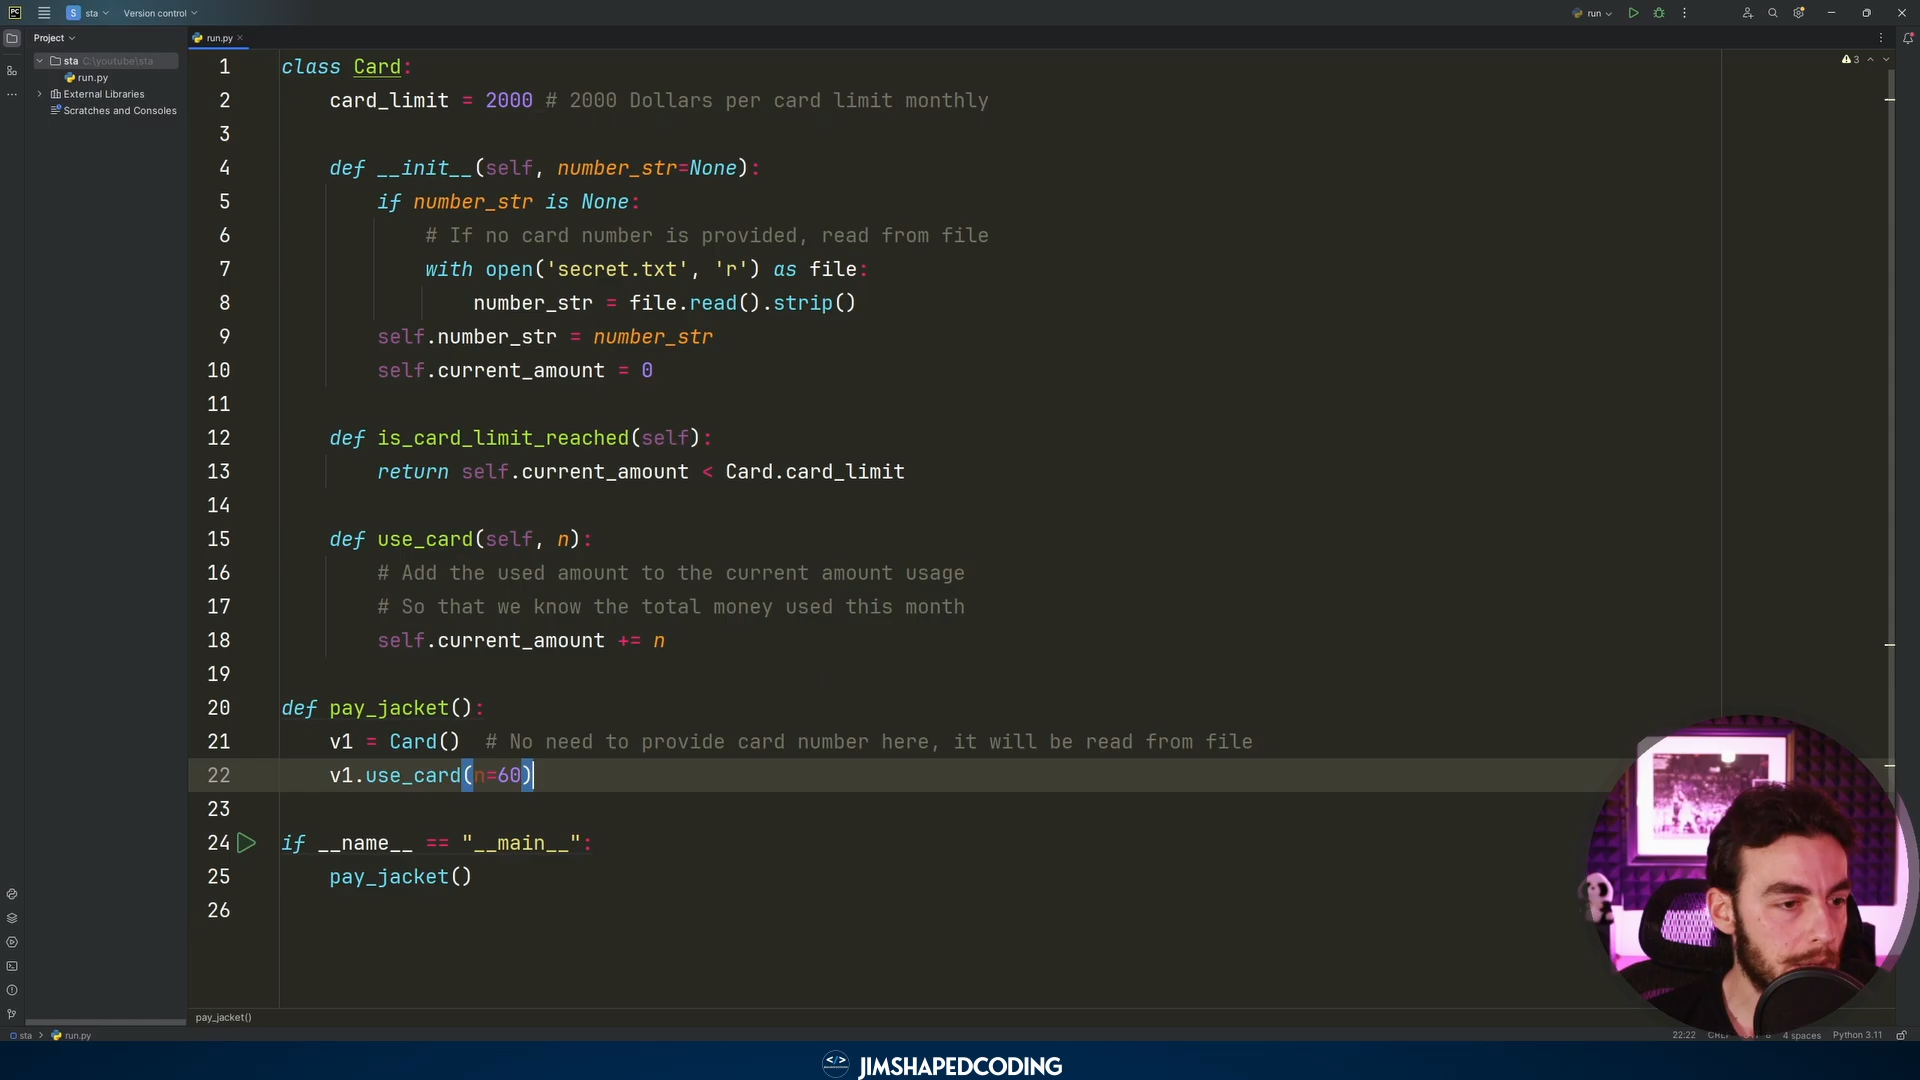 sta
Version control
run
Project
run.py
sta C:\youtube\sta
run.py
External Libraries
Scratches and Consoles
3
1 class Card:
2 card_limit = 2000 # 2000 Dollars per card limit monthly
3
4 def __init__(self, number_str=None):
5 if number_str is None:
6 # If no card number is provided, read from file
7 with open('secret.txt', 'r') as file:
8 number_str = file.read().strip()
9 self.number_str = number_str
10 self.current_amount = 0
11
12 def is_card_limit_reached(self):
13 return self.current_amount < Card.card_limit
14
15 def use_card(self, n):
16 # Add the used amount to the current amount usage
17 # So that we know the total money used this month
18 self.current_amount += n
19
20 def pay_jacket():
21 v1 = Card() # No need to provide card number here, it will be read from file
22 v1.use_card(n=60)
23
24 if __name__ == "__main__":
25 pay_jacket()
26
pay_jacket()
sta > run.py
22:22 4 spaces Python 3.11
</> JIMSHAPEDCODING